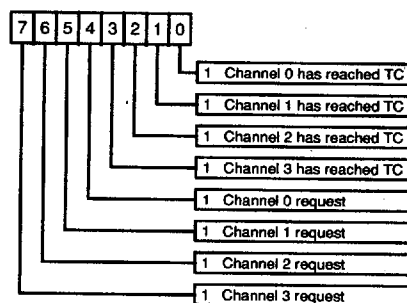 7 6 5 4 3 2 1 0
1 Channel 0 has reached TC
1 Channel 1 has reached TC
1 Channel 2 has reached TC
1 Channel 3 has reached TC
1 Channel 0 request
1 Channel 1 request
1 Channel 2 request
1 Channel 3 request